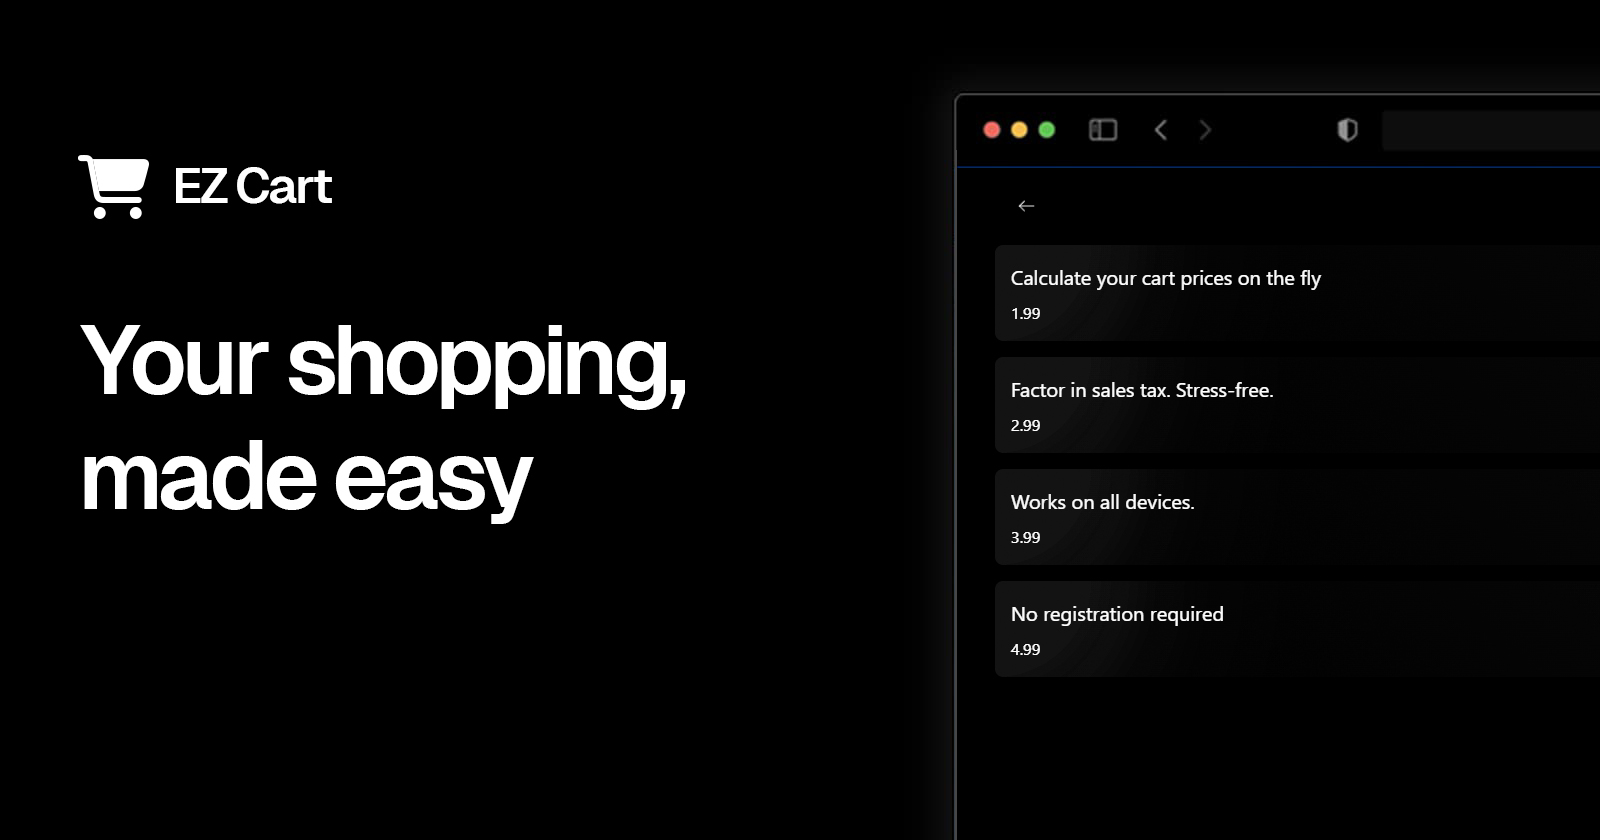 EZ Cart
Your shopping,
made easy
Calculate your cart prices on the fly
1.99
Factor in sales tax. Stress-free.
2.99
Works on all devices.
3.99
No registration required
4.99